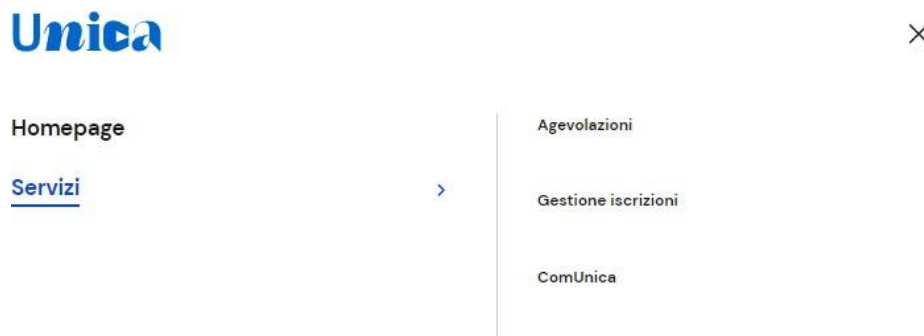 Unica
Homepage
Servizi
Agevolazioni
Gestione iscrizioni
ComUnica